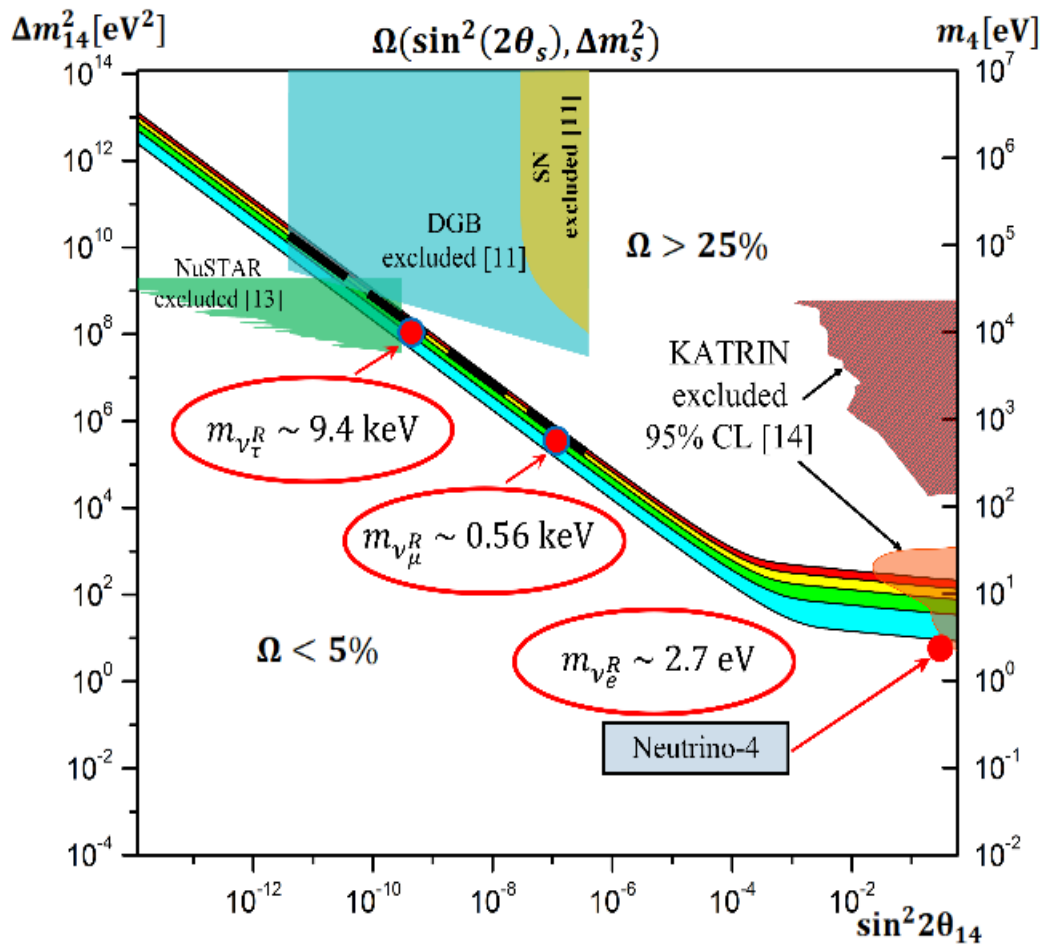 Δm²₁₄[eV²]
Ω(sin²(2θₛ), Δmₛ²)
m₄[eV]
10¹⁴
10¹²
10¹⁰
10⁸
10⁶
10⁴
10²
10⁰
10⁻²
10⁻⁴
10⁷
10⁶
10⁵
10⁴
10³
10²
10¹
10⁰
10⁻¹
10⁻²
SN
excluded [11]
DGB
excluded [11]
Ω > 25%
NuSTAR
excluded [13]
KATRIN
excluded
95% CL [14]
m_{ν_τ^R} ~ 9.4 keV
m_{ν_μ^R} ~ 0.56 keV
m_{ν_e^R} ~ 2.7 eV
Ω < 5%
Neutrino-4
10⁻¹²
10⁻¹⁰
10⁻⁸
10⁻⁶
10⁻⁴
10⁻²
sin²2θ₁₄